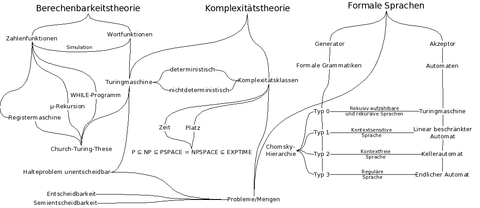 Berechenbarkeitstheorie
Komplexitätstheorie
Formale Sprachen
Zahlenfunktionen
Wortfunktionen
Simulation
Generator
Akzeptor
Formale Grammatiken
Automaten
Turingmaschine
deterministisch
nichtdeterministisch
Komplexitätsklassen
WHILE-Programm
μ-Rekursion
Registermaschine
Church-Turing-These
Zeit
Platz
P ⊆ NP ⊆ PSPACE = NPSPACE ⊆ EXPTIME
Chomsky-
Hierarchie
Typ 0
Rekusiv aufzählbare
und rekursive Sprachen
Turingmaschine
Typ 1
Kontextsensitive
Sprache
Linear beschränkter
Automat
Typ 2
Kontextfreie
Sprache
Kellerautomat
Typ 3
Reguläre
Sprache
Endlicher Automat
Halteproblem unentscheidbar
Entscheidbarkeit
Semientscheidbarkeit
Probleme/Mengen